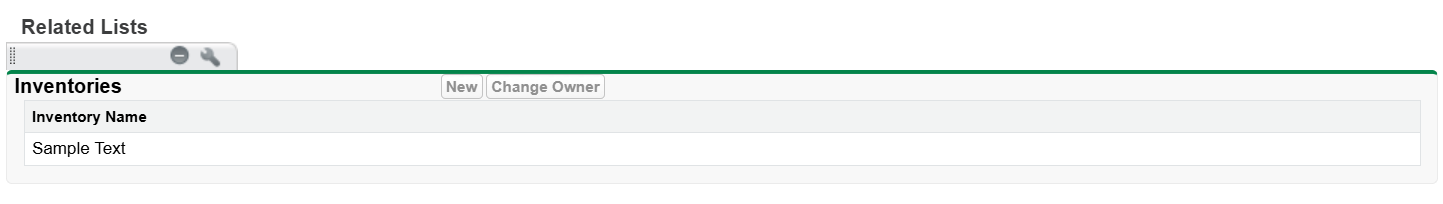 Related Lists
Inventories New Change Owner
Inventory Name
Sample Text